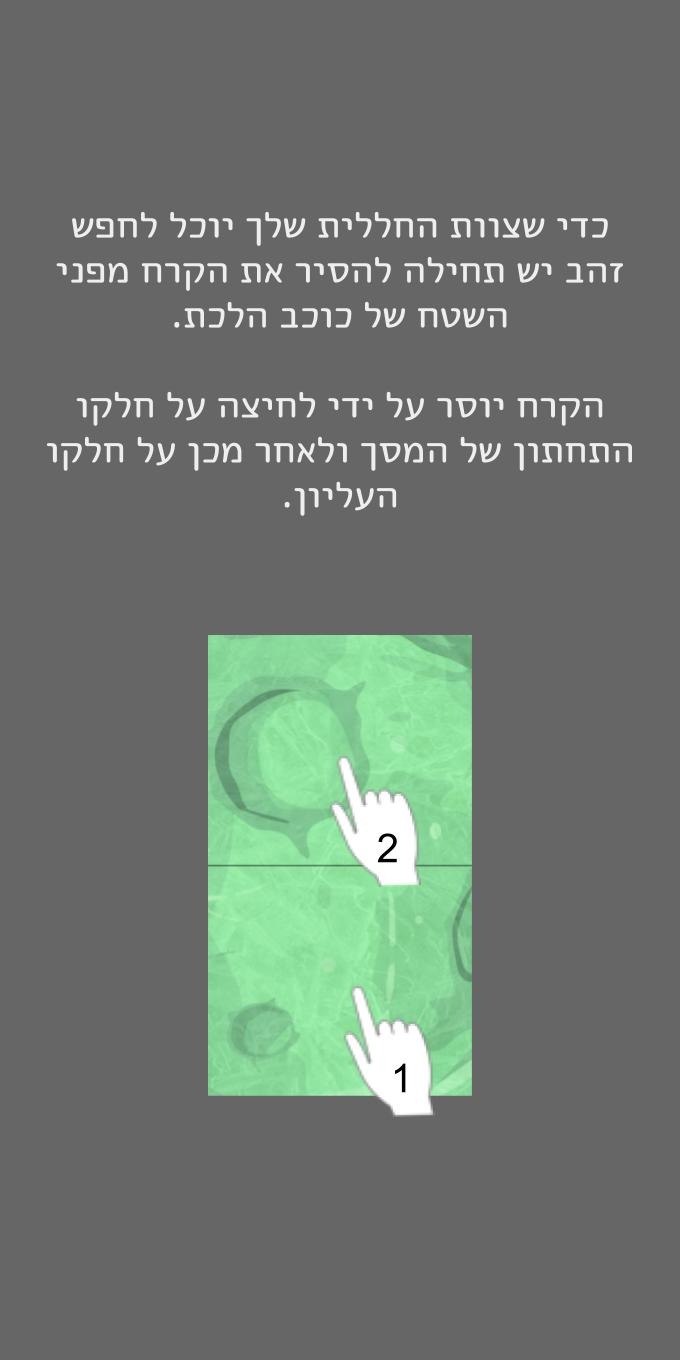 כדי שצוות החללית שלך יוכל לחפש
זהב יש תחילה להסיר את הקרח מפני
השטח של כוכב הלכת.
הקרח יוסר על ידי לחיצה על חלקו
התחתון של המסך ולאחר מכן על חלקו
העליון.
2
1